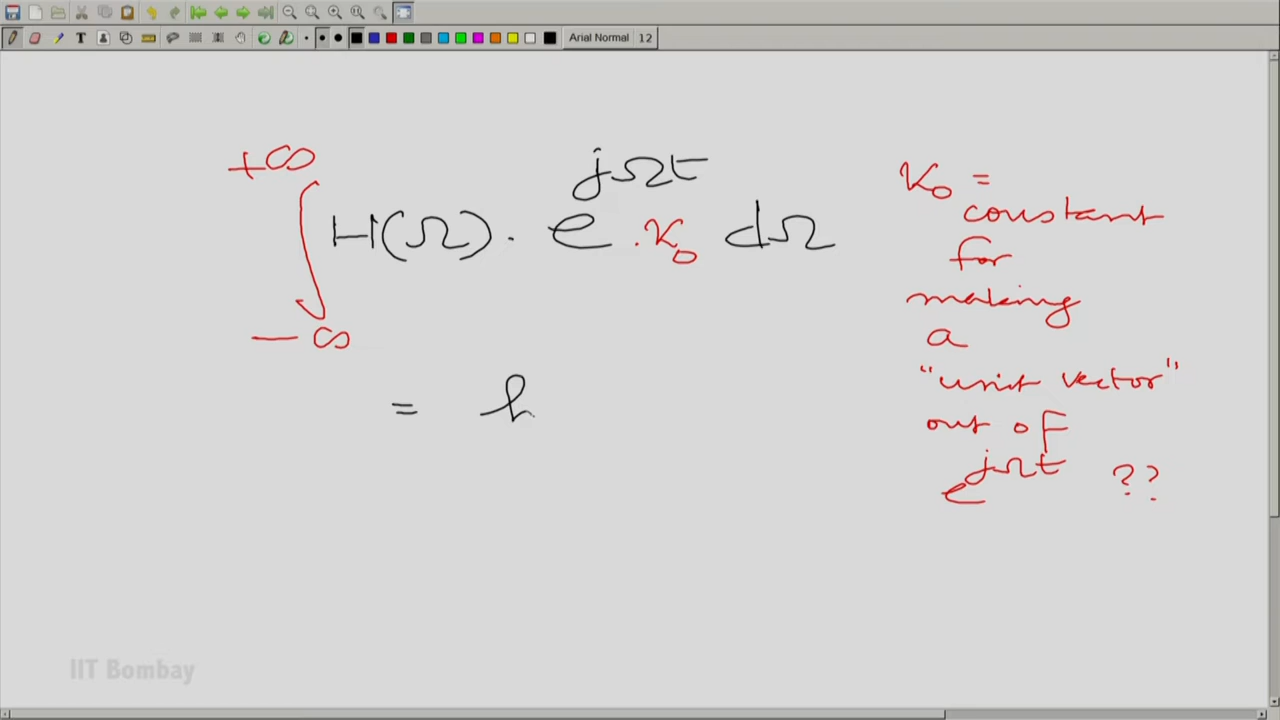 Arial Normal 12
+∞
∫ H(Ω) . e^{jΩt} . K₀ dΩ
−∞
= h
K₀ =
constant
for
making
a
"unit vector"
out of
e^{jΩt} ??
IIT Bombay